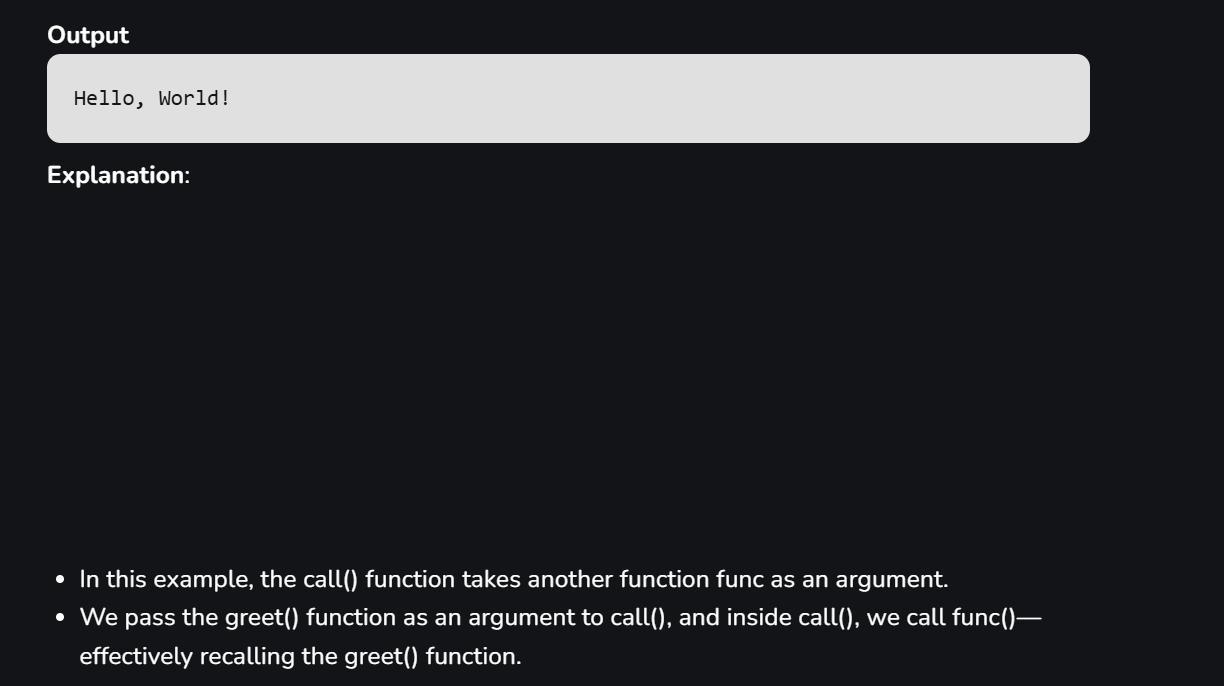 Output
Hello, World!
Explanation:
• In this example, the call() function takes another function func as an argument.
• We pass the greet() function as an argument to call(), and inside call(), we call func()—
effectively recalling the greet() function.